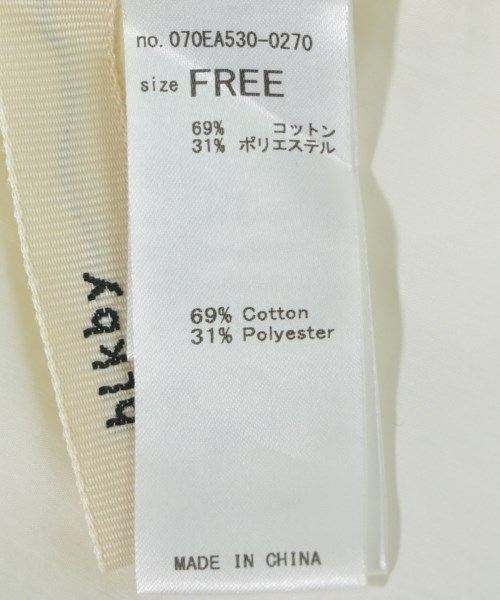 no. 070EA530-0270
size FREE
69% コットン
31% ポリエステル
69% Cotton
31% Polyester
MADE IN CHINA